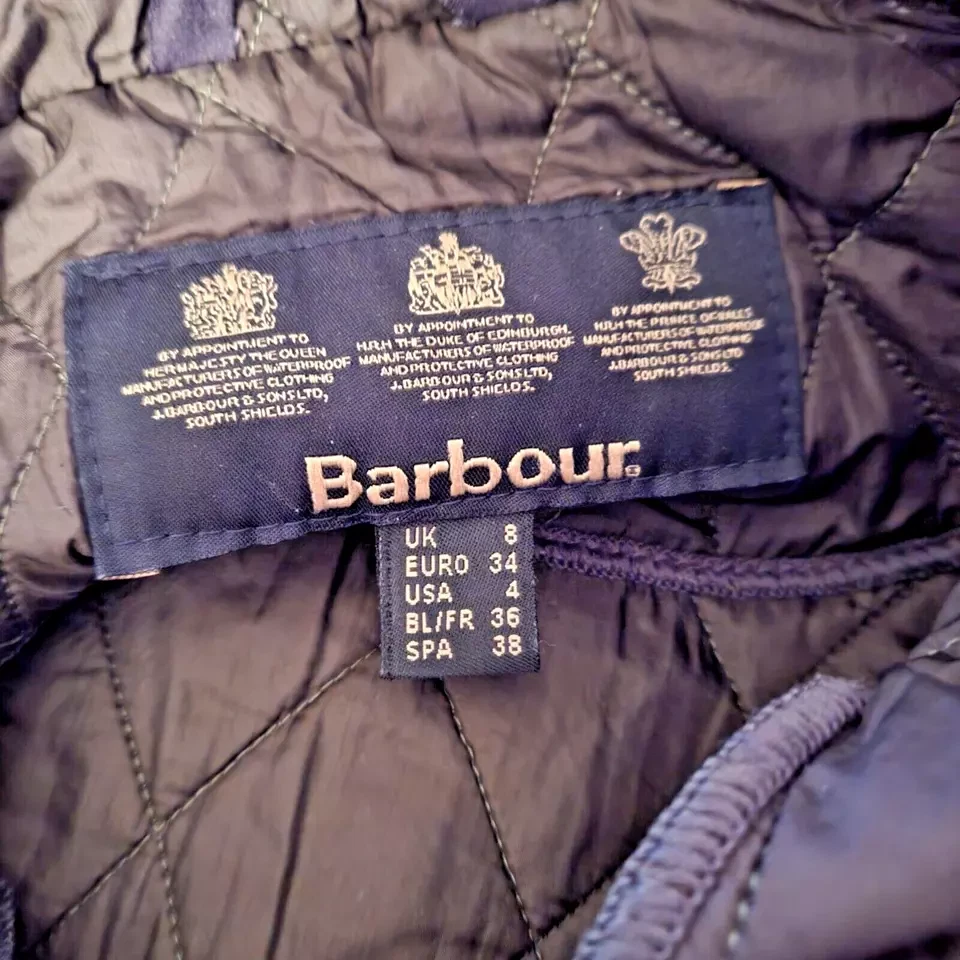 BY APPOINTMENT TO
HER MAJESTY THE QUEEN
MANUFACTURERS OF WATERPROOF
AND PROTECTIVE CLOTHING
J.BARBOUR & SONS LTD,
SOUTH SHIELDS.
BY APPOINTMENT TO
H.R.H THE DUKE OF EDINBURGH.
MANUFACTURERS OF WATERPROOF
AND PROTECTIVE CLOTHING
J.BARBOUR & SONS LTD,
SOUTH SHIELDS.
BY APPOINTMENT TO
H.R.H THE PRINCE OF WALES
MANUFACTURERS OF WATERPROOF
AND PROTECTIVE CLOTHING
J.BARBOUR & SONS LTD
SOUTH SHIELDS.
Barbour
UK 8
EURO 34
USA 4
BL/FR 36
SPA 38